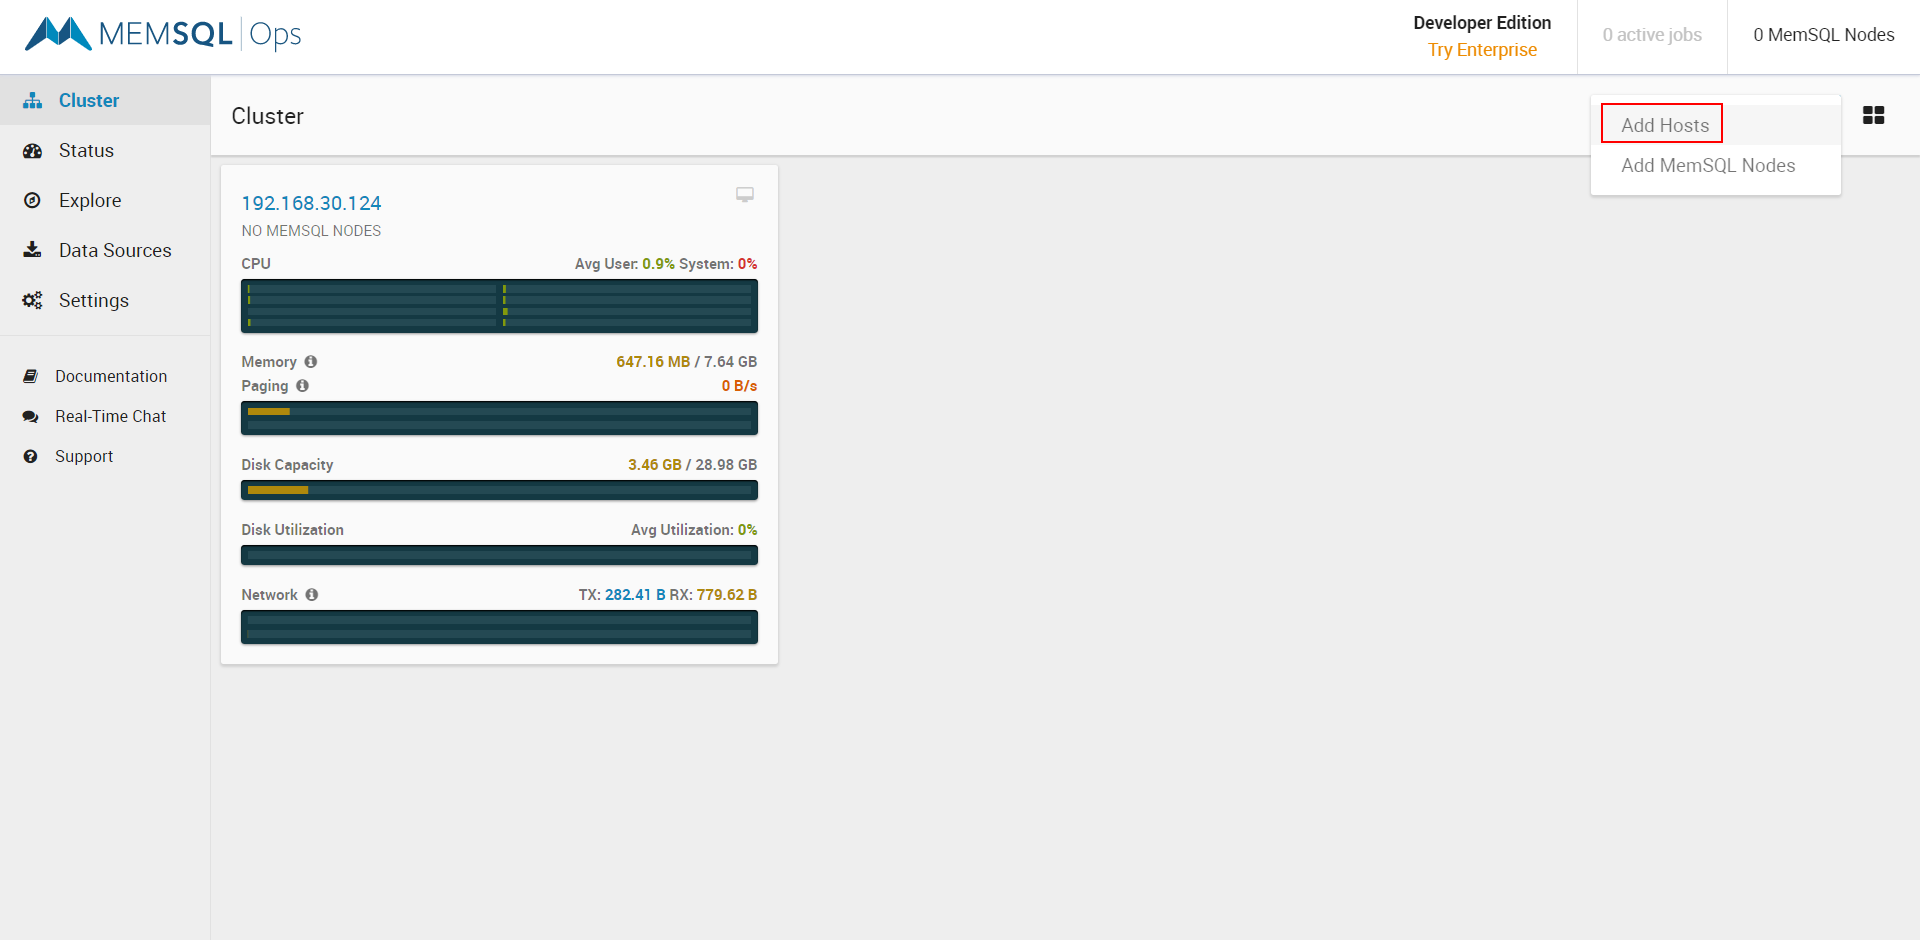 MEMSQL Ops
Developer Edition
Try Enterprise
0 active jobs
0 MemSQL Nodes
Cluster
Status
Explore
Data Sources
Settings
Documentation
Real-Time Chat
Support
Cluster
Add Hosts
Add MemSQL Nodes
192.168.30.124
NO MEMSQL NODES
CPU Avg User: 0.9% System: 0%
Memory 647.16 MB / 7.64 GB
Paging 0 B/s
Disk Capacity 3.46 GB / 28.98 GB
Disk Utilization Avg Utilization: 0%
Network TX: 282.41 B RX: 779.62 B